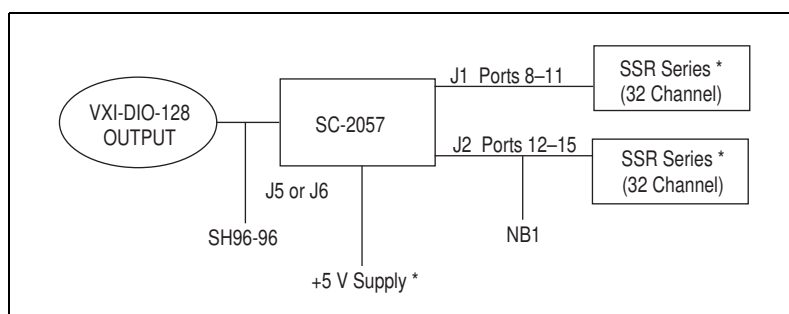 VXI-DIO-128
OUTPUT
SC-2057
J1 Ports 8–11
SSR Series *
(32 Channel)
J2 Ports 12–15
SSR Series *
(32 Channel)
J5 or J6
SH96-96
NB1
+5 V Supply *